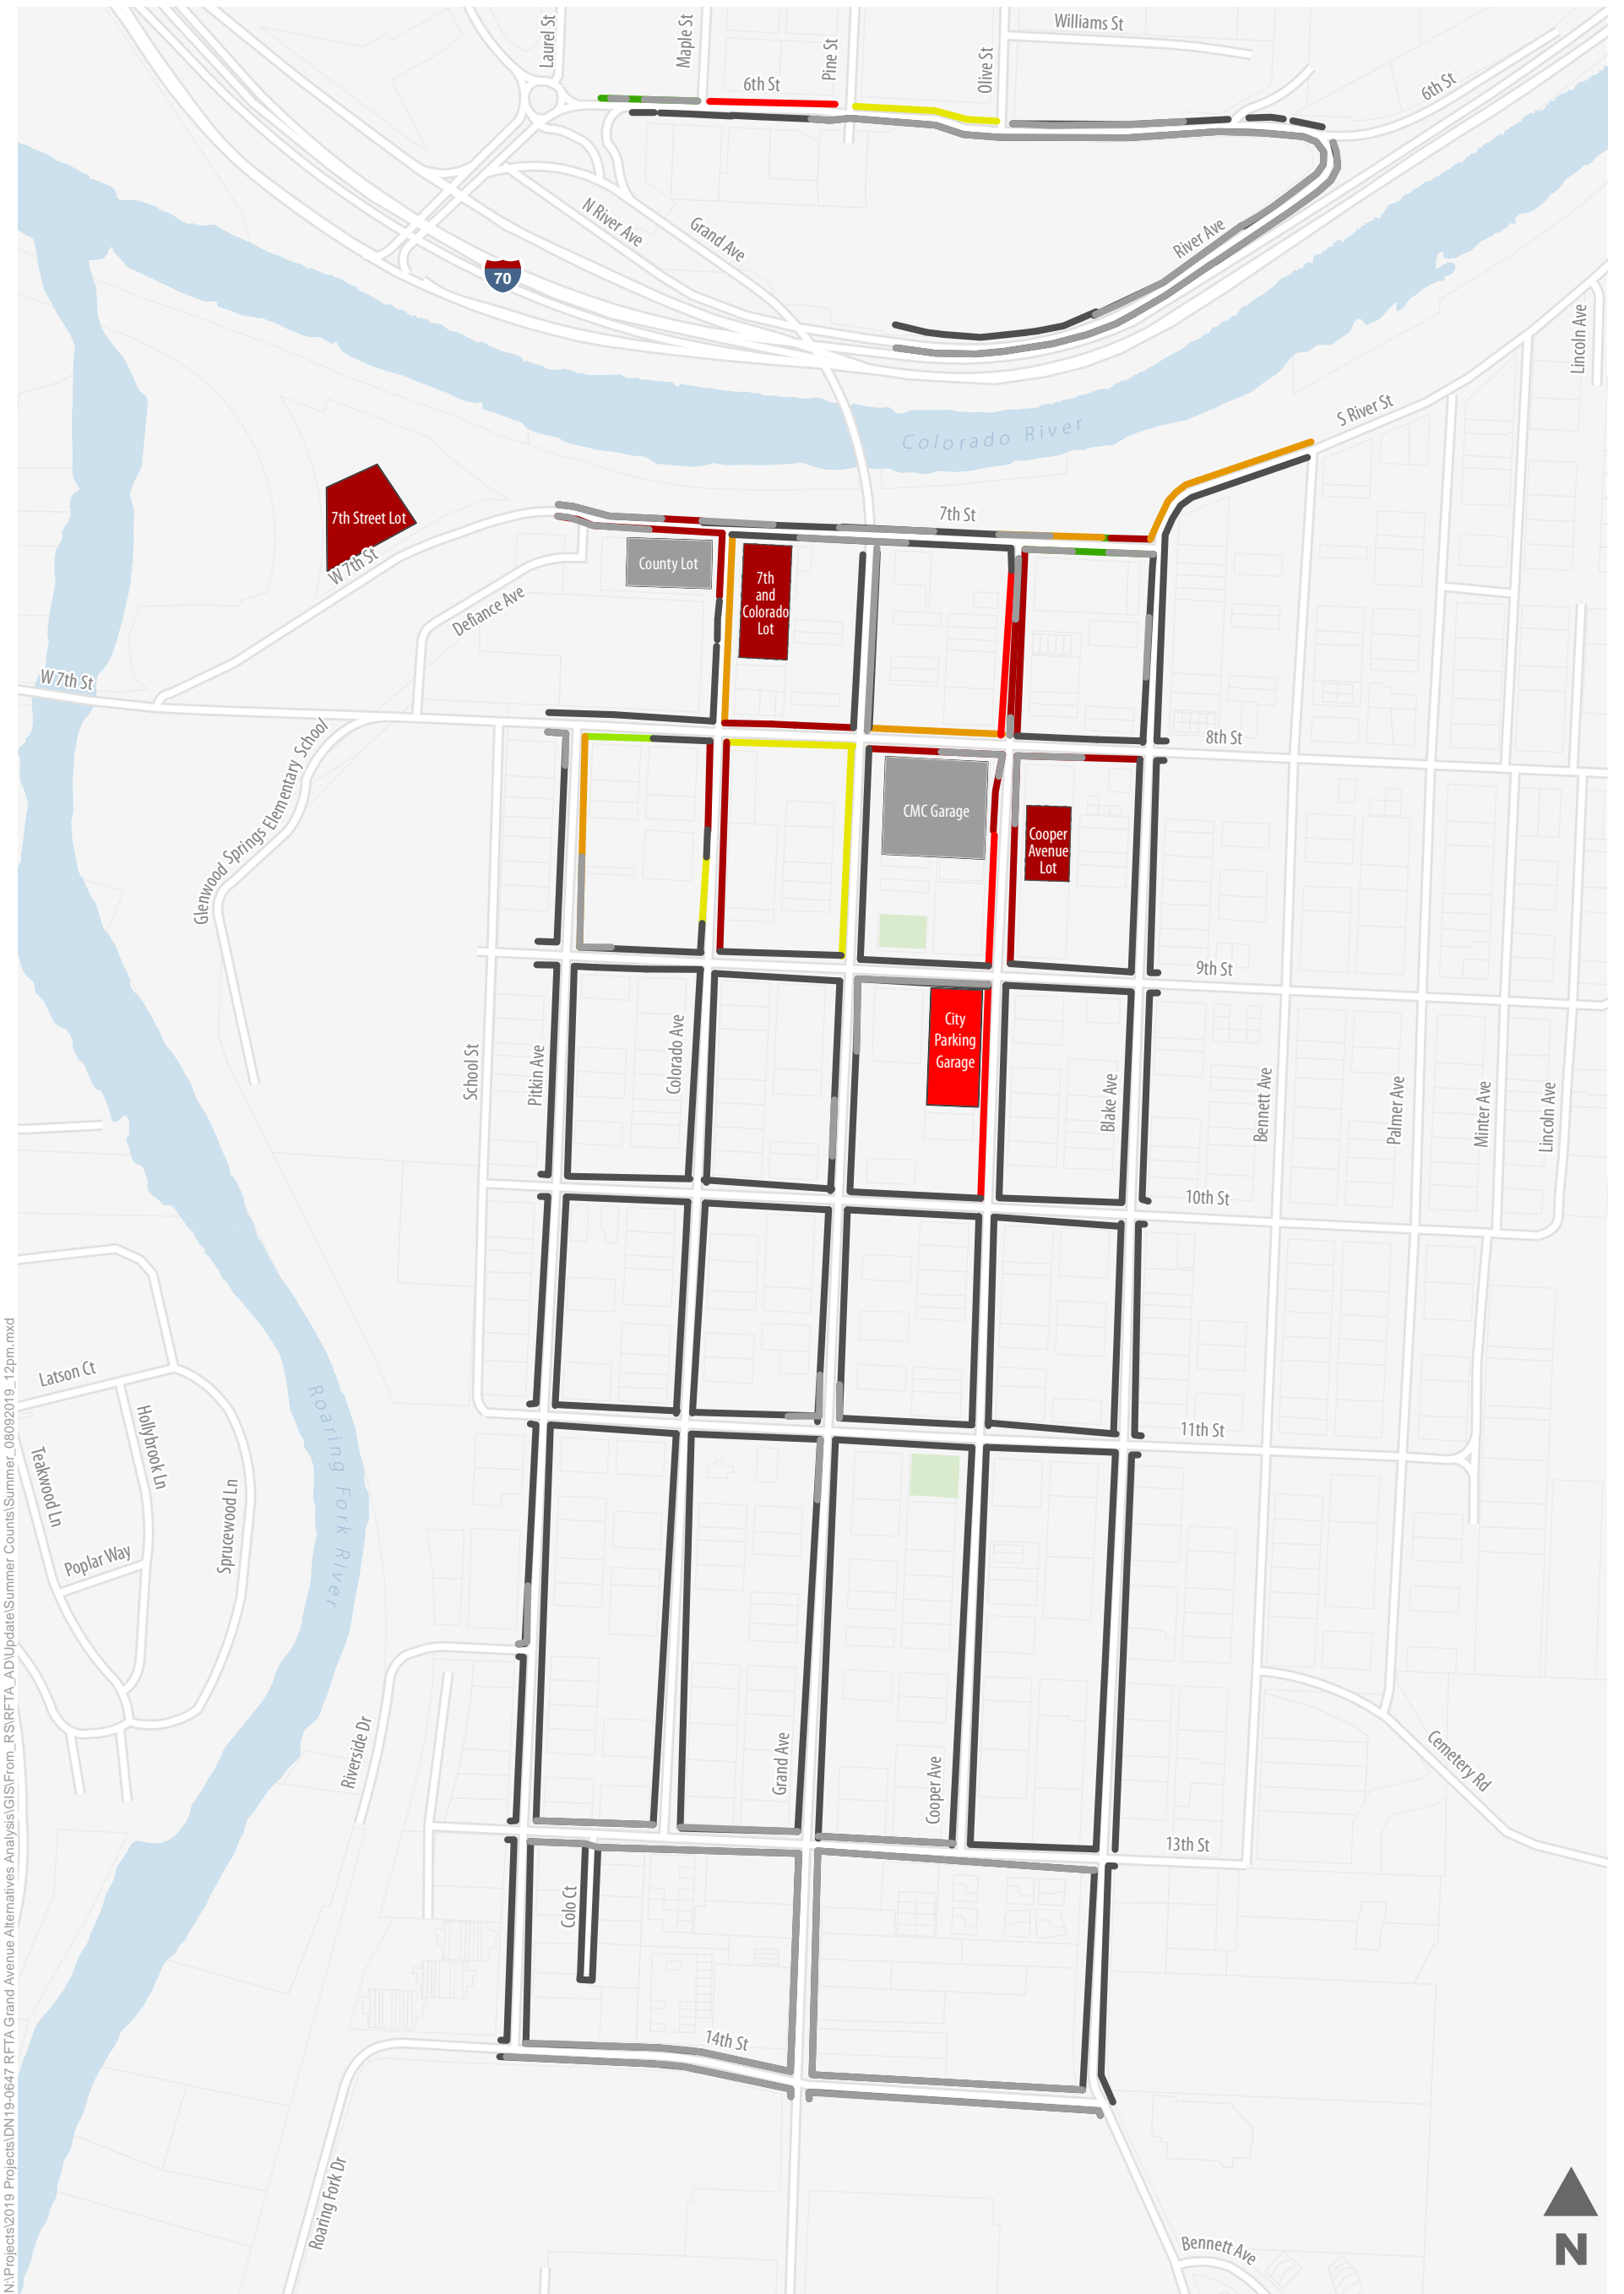 Laurel St
Maple St
Pine St
Olive St
Williams St
6th St
6th St
N River Ave
Grand Ave
River Ave
70
Lincoln Ave
S River St
Colorado River
7th Street Lot
W 7th St
7th St
County Lot
7th
and
Colorado
Lot
Defiance Ave
W 7th St
8th St
Glenwood Springs Elementary School
CMC Garage
Cooper
Avenue
Lot
9th St
City
Parking
Garage
School St
Pitkin Ave
Colorado Ave
Blake Ave
Bennett Ave
Palmer Ave
Minter Ave
Lincoln Ave
10th St
Latson Ct
Hollybrook Ln
Teakwood Ln
Sprucewood Ln
Poplar Way
Roaring Fork River
11th St
Riverside Dr
Grand Ave
Cooper Ave
Cemetery Rd
13th St
Colo Ct
14th St
Roaring Fork Dr
Bennett Ave
N
N:\Projects\2019 Projects\DN19-0647 RFTA Grand Avenue Alternatives Analysis\GIS\From_RS\RFTA_AD\Update\Summer Counts\Summer_08092019_12pm.mxd